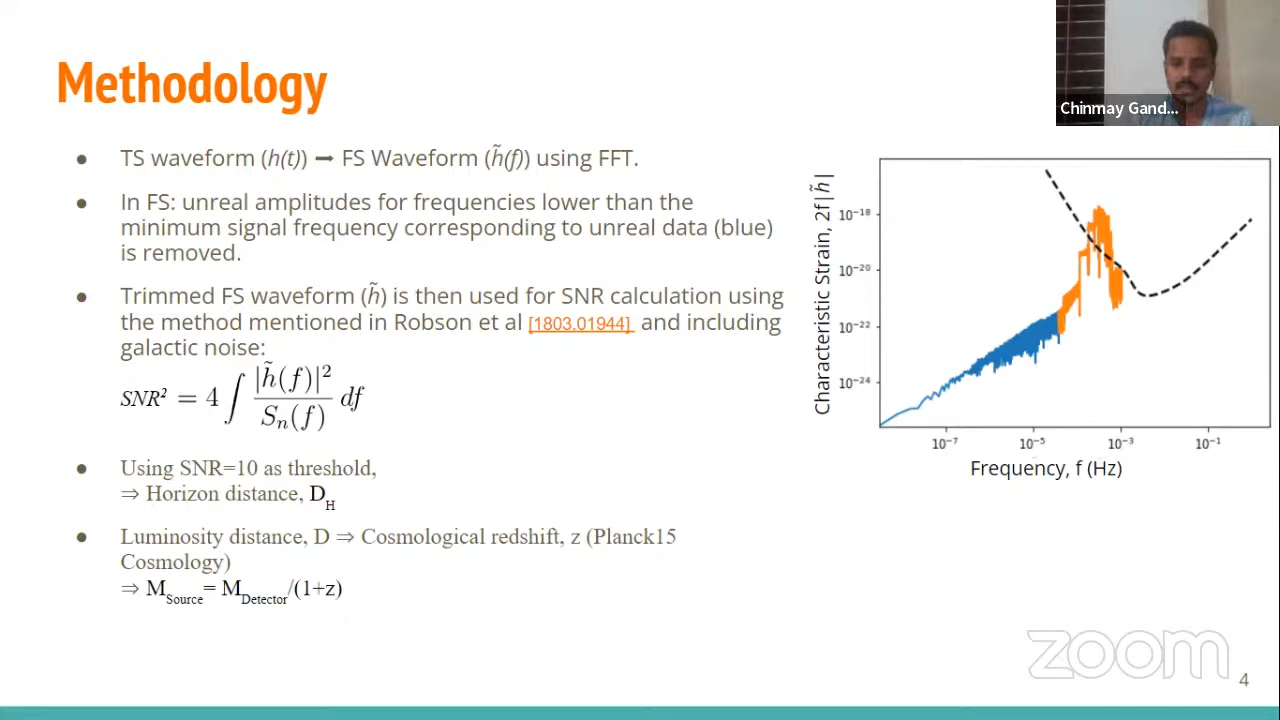 Methodology
Chinmay Gand...
● TS waveform (h(t)) ➞ FS Waveform (h̃(f)) using FFT.
● In FS: unreal amplitudes for frequencies lower than the
minimum signal frequency corresponding to unreal data (blue)
is removed.
● Trimmed FS waveform (h̃) is then used for SNR calculation using
the method mentioned in Robson et al [1803.01944] and including
galactic noise:
SNR² = 4 ∫ |h̃(f)|² / Sₙ(f) df
● Using SNR=10 as threshold,
⇒ Horizon distance, D_H
● Luminosity distance, D ⇒ Cosmological redshift, z (Planck15
Cosmology)
⇒ M_Source= M_Detector/(1+z)
Characteristic Strain, 2f|h̃|
10⁻¹⁸
10⁻²⁰
10⁻²²
10⁻²⁴
10⁻⁷ 10⁻⁵ 10⁻³ 10⁻¹
Frequency, f (Hz)
zoom
4